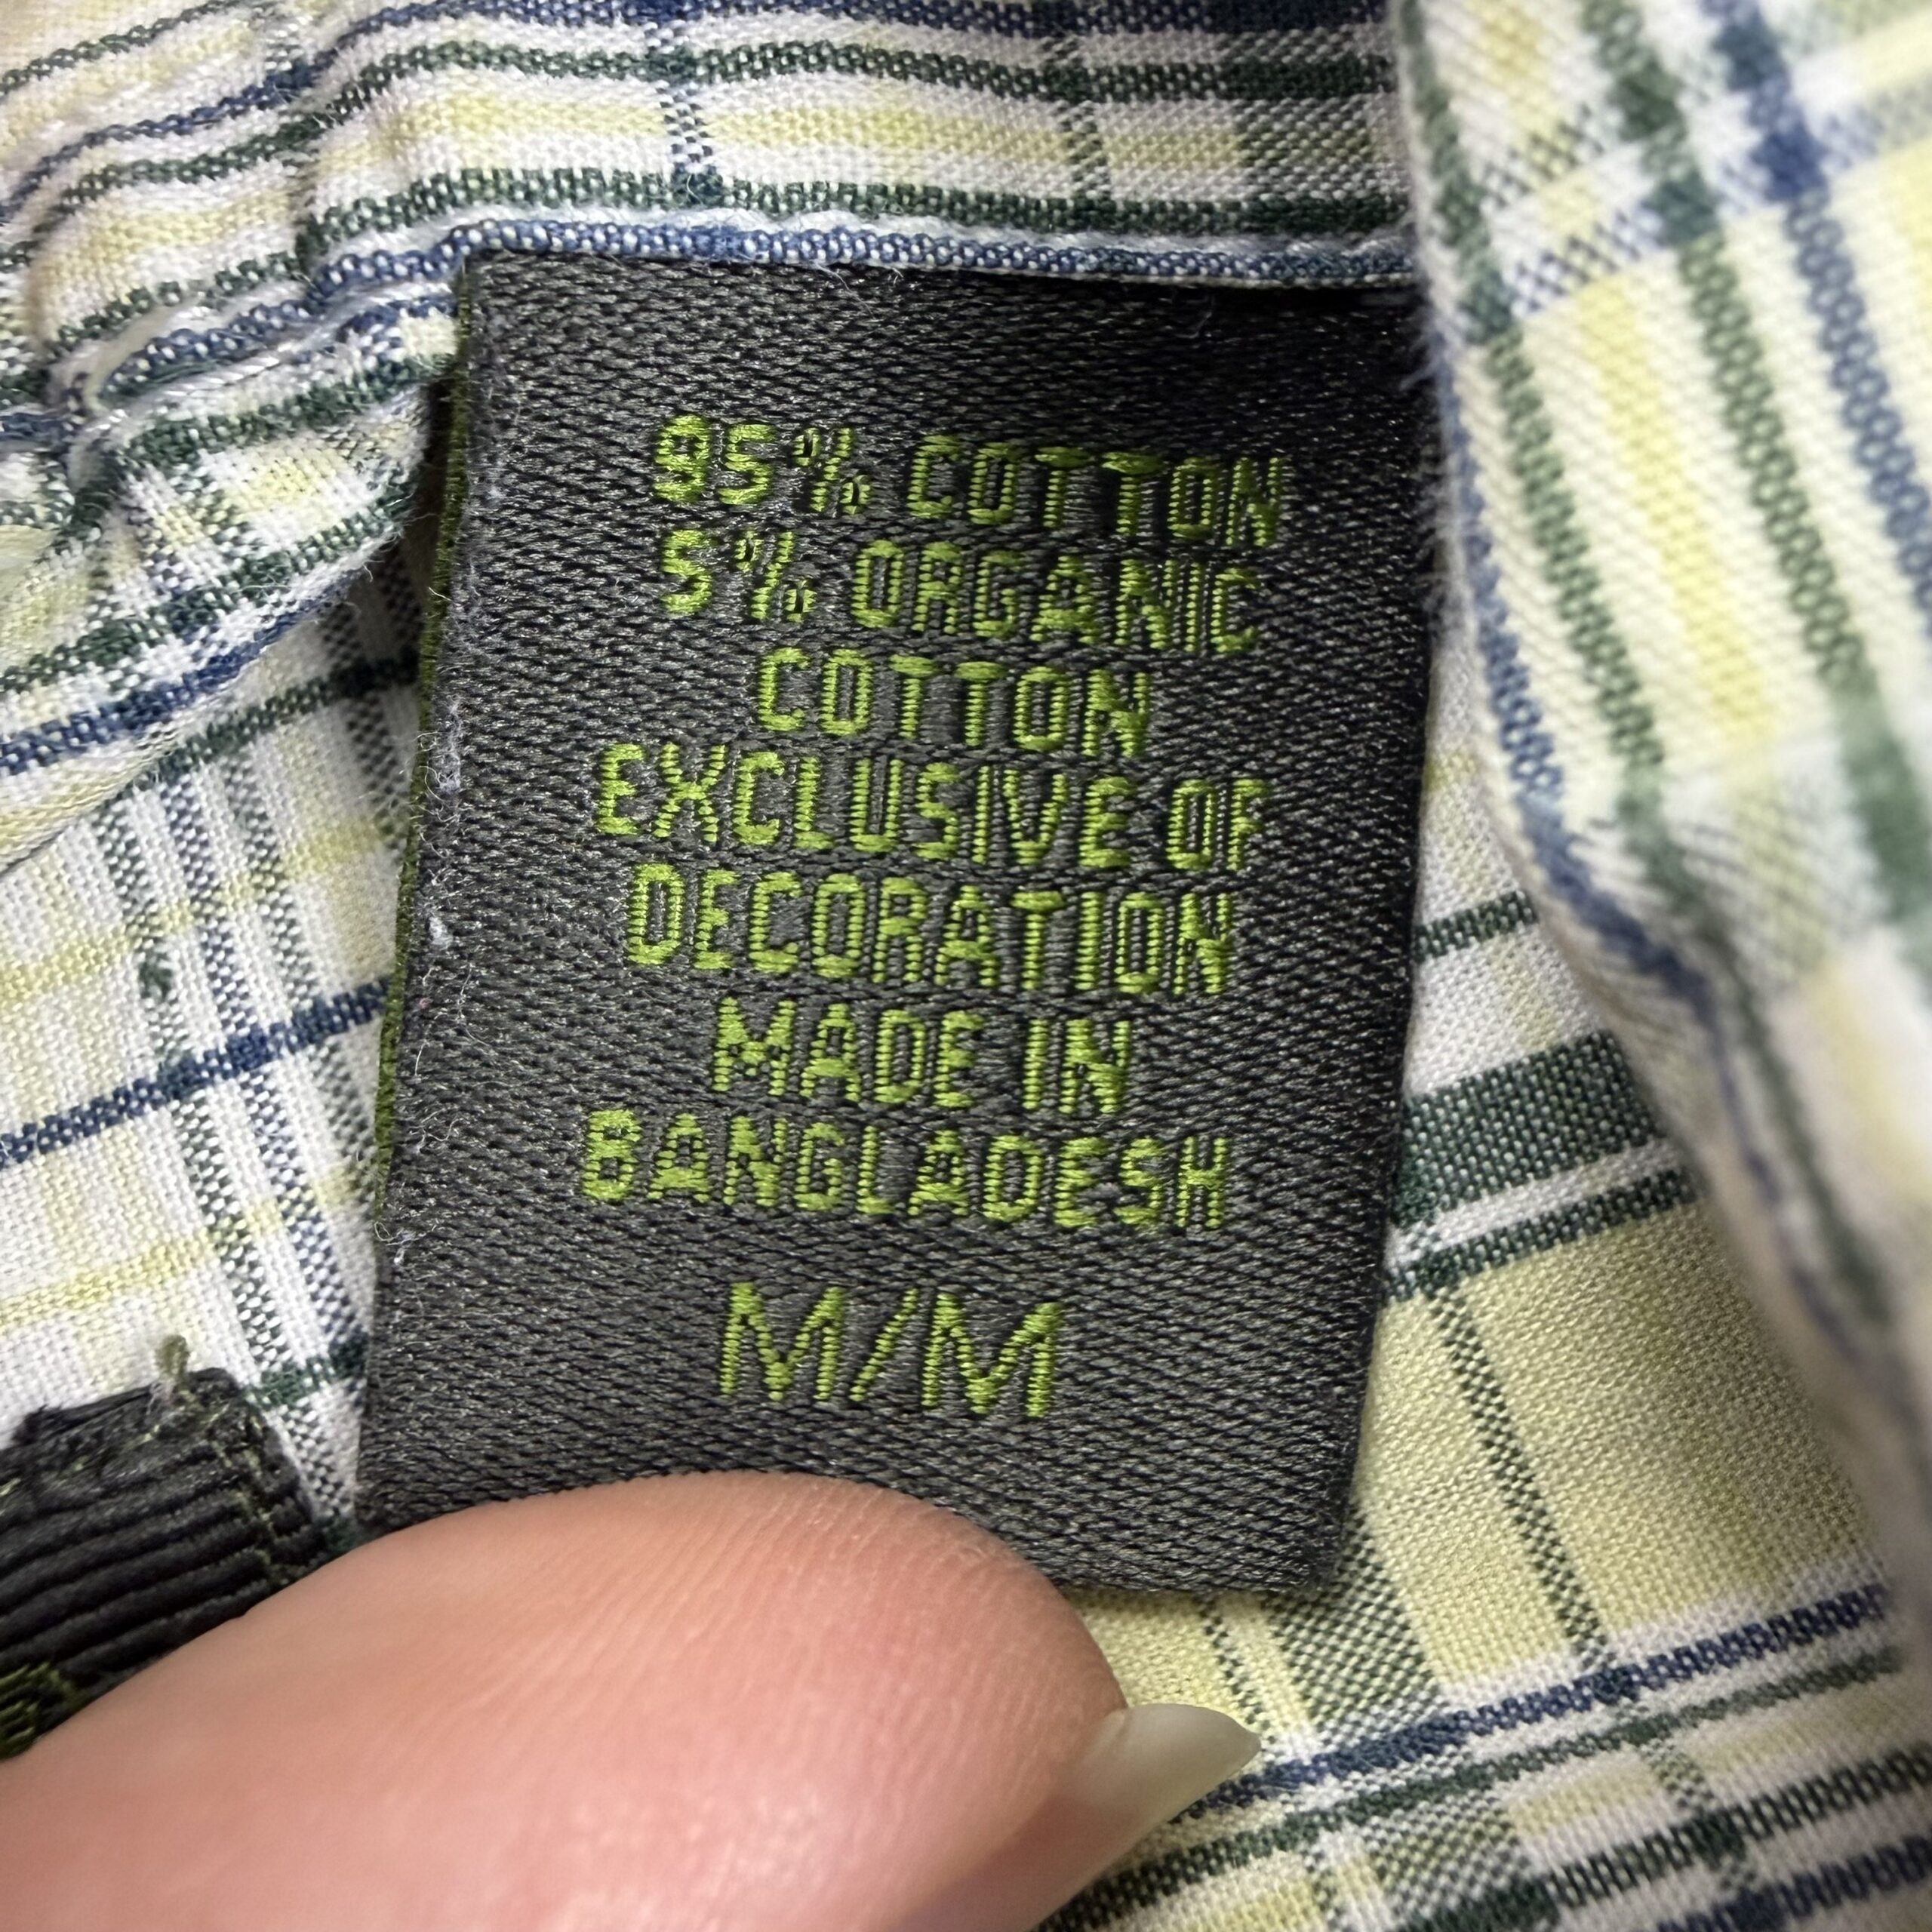 95% COTTON
5% ORGANIC
COTTON
EXCLUSIVE OF
DECORATION
MADE IN
BANGLADESH
M/M